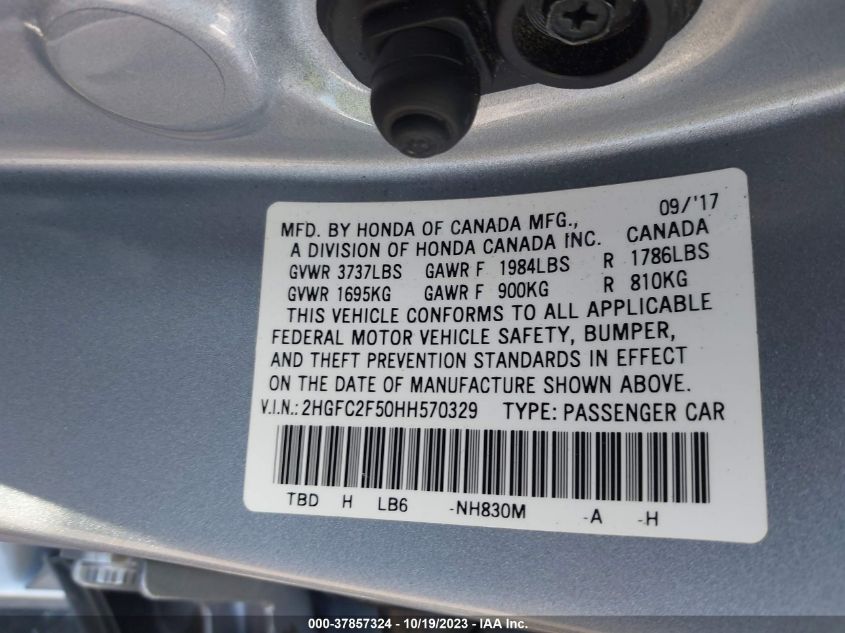 09/'17
MFD. BY HONDA OF CANADA MFG.,
A DIVISION OF HONDA CANADA INC. CANADA
GVWR 3737LBS GAWR F 1984LBS R 1786LBS
GVWR 1695KG GAWR F 900KG R 810KG
THIS VEHICLE CONFORMS TO ALL APPLICABLE
FEDERAL MOTOR VEHICLE SAFETY, BUMPER,
AND THEFT PREVENTION STANDARDS IN EFFECT
ON THE DATE OF MANUFACTURE SHOWN ABOVE.
V.I.N.: 2HGFC2F50HH570329 TYPE: PASSENGER CAR
TBD H LB6 -NH830M -A -H
000-37857324 - 10/19/2023 - IAA Inc.